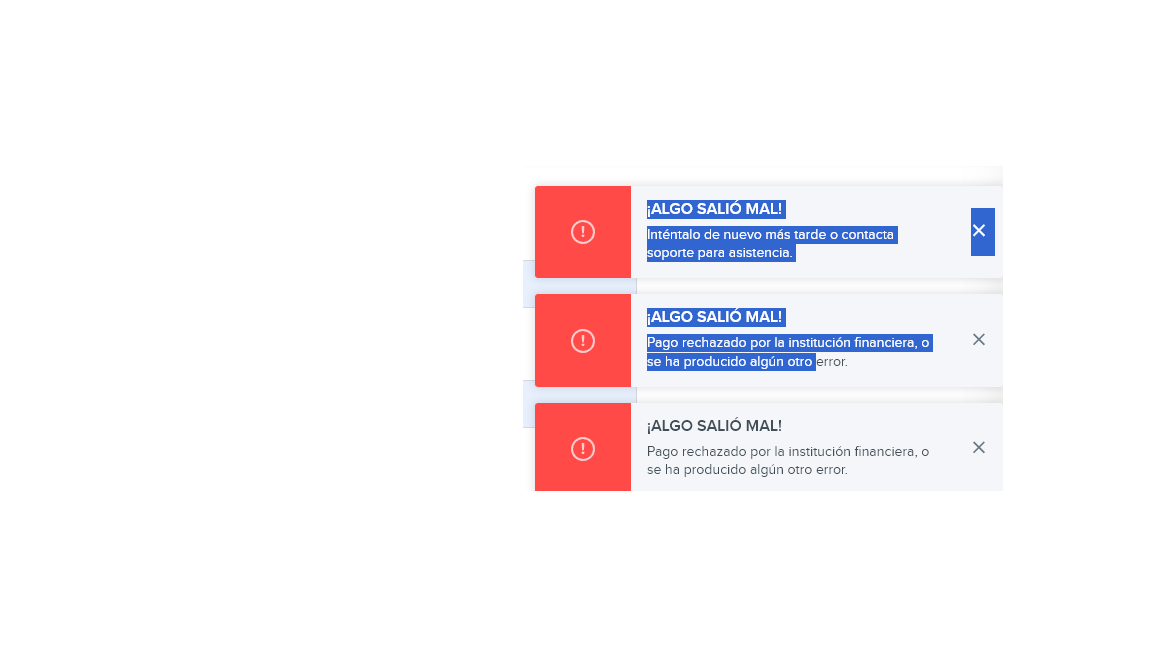 ¡ALGO SALIÓ MAL!
Inténtalo de nuevo más tarde o contacta
soporte para asistencia.
¡ALGO SALIÓ MAL!
Pago rechazado por la institución financiera, o
se ha producido algún otro error.
¡ALGO SALIÓ MAL!
Pago rechazado por la institución financiera, o
se ha producido algún otro error.